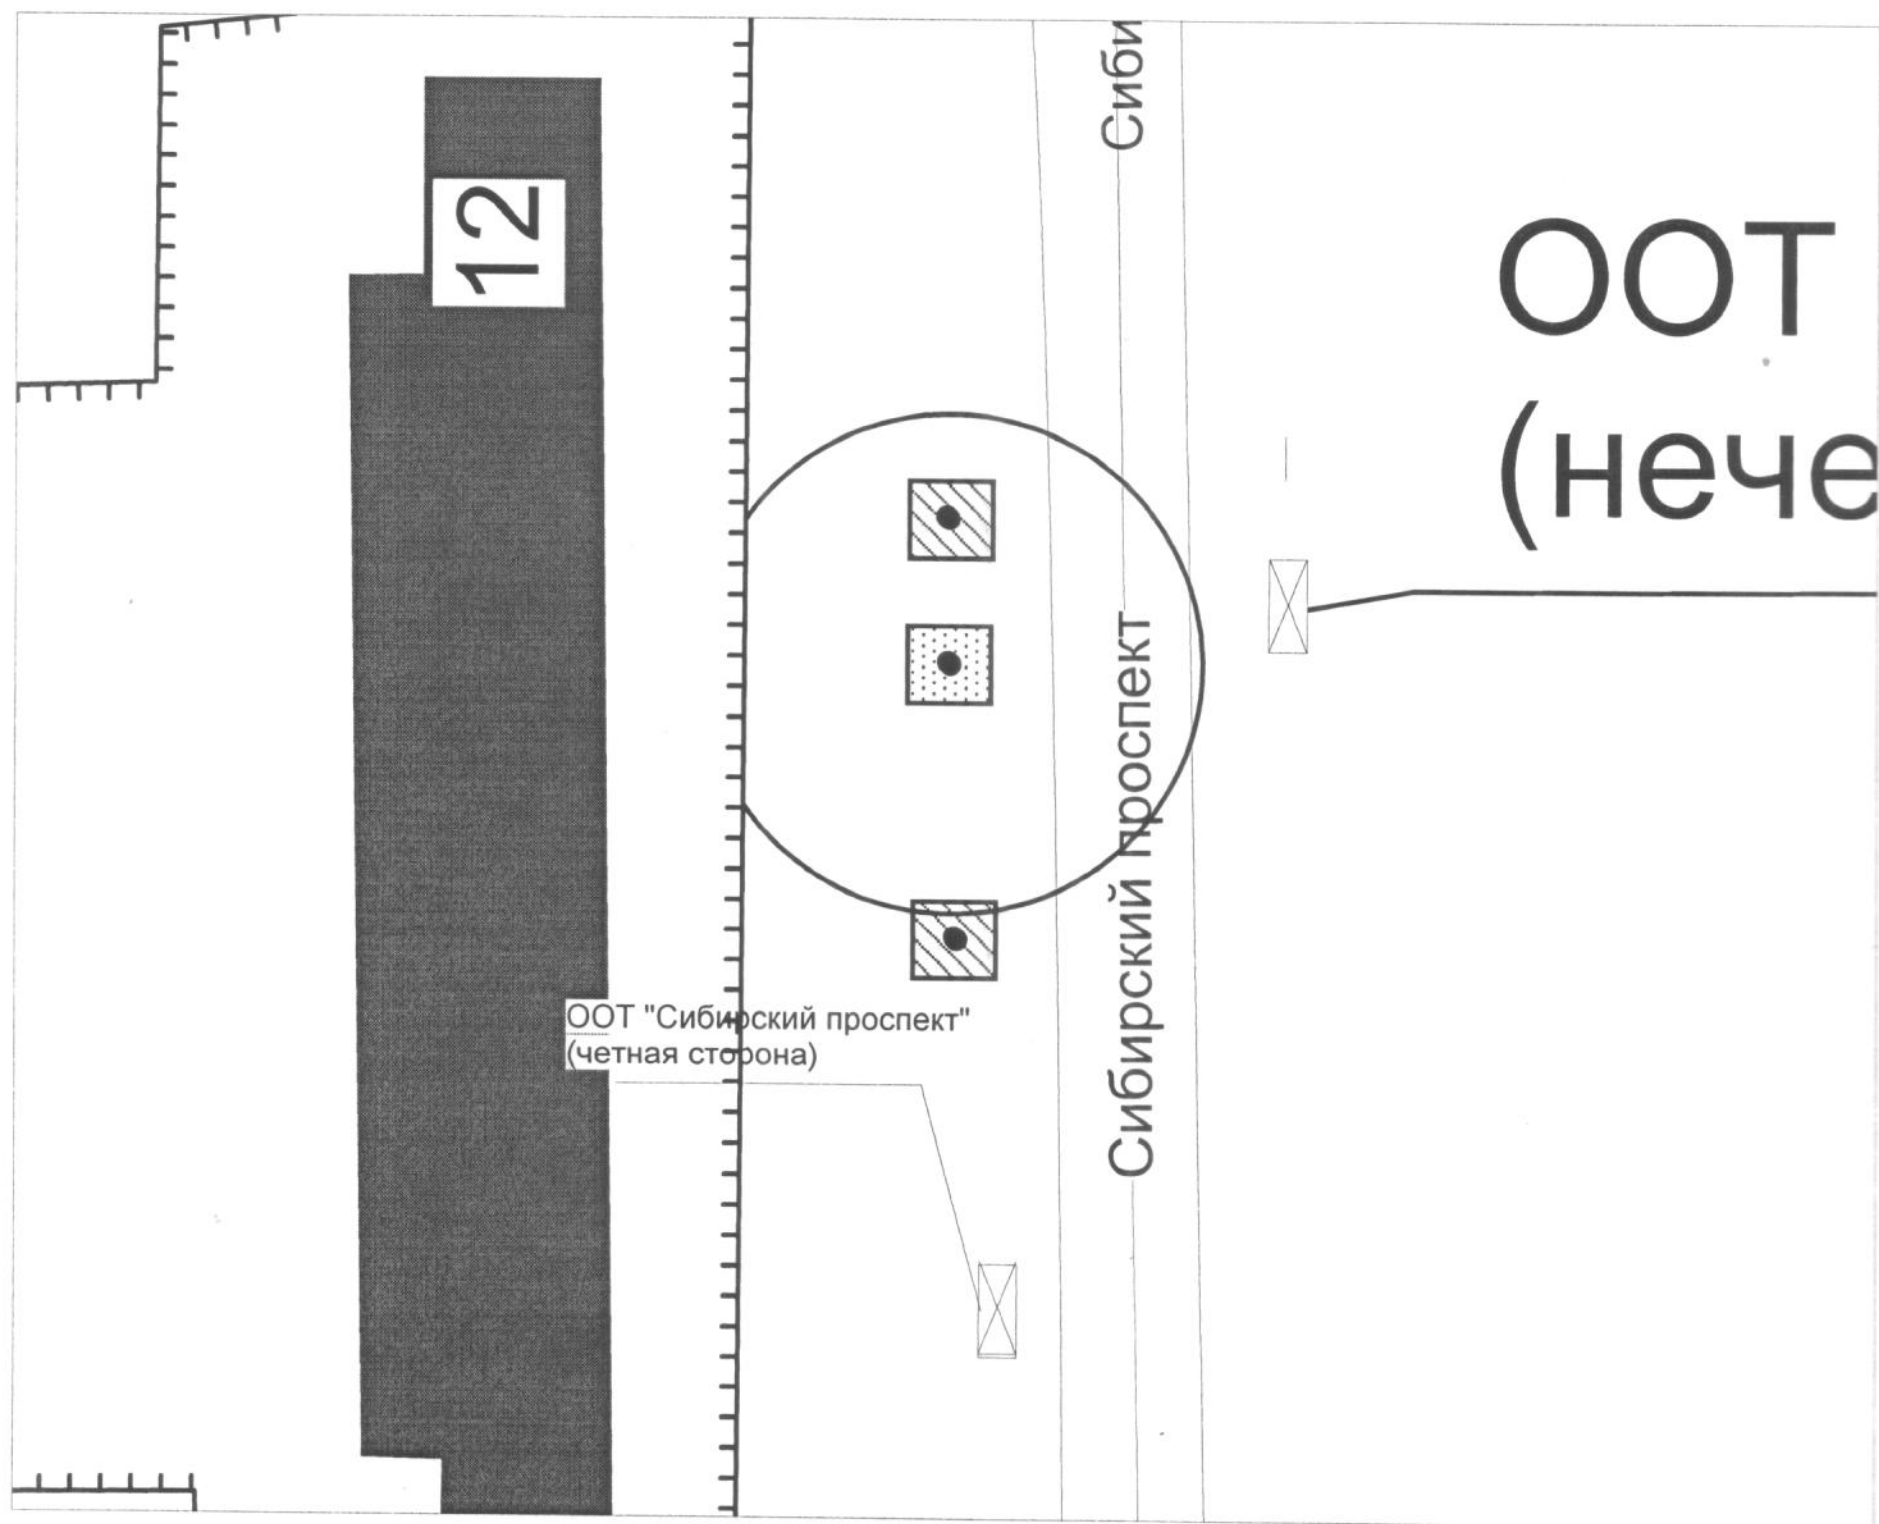 Сиби
12
ООТ
(нече
Сибирский проспект
ООТ "Сибирский проспект"
(четная сторона)